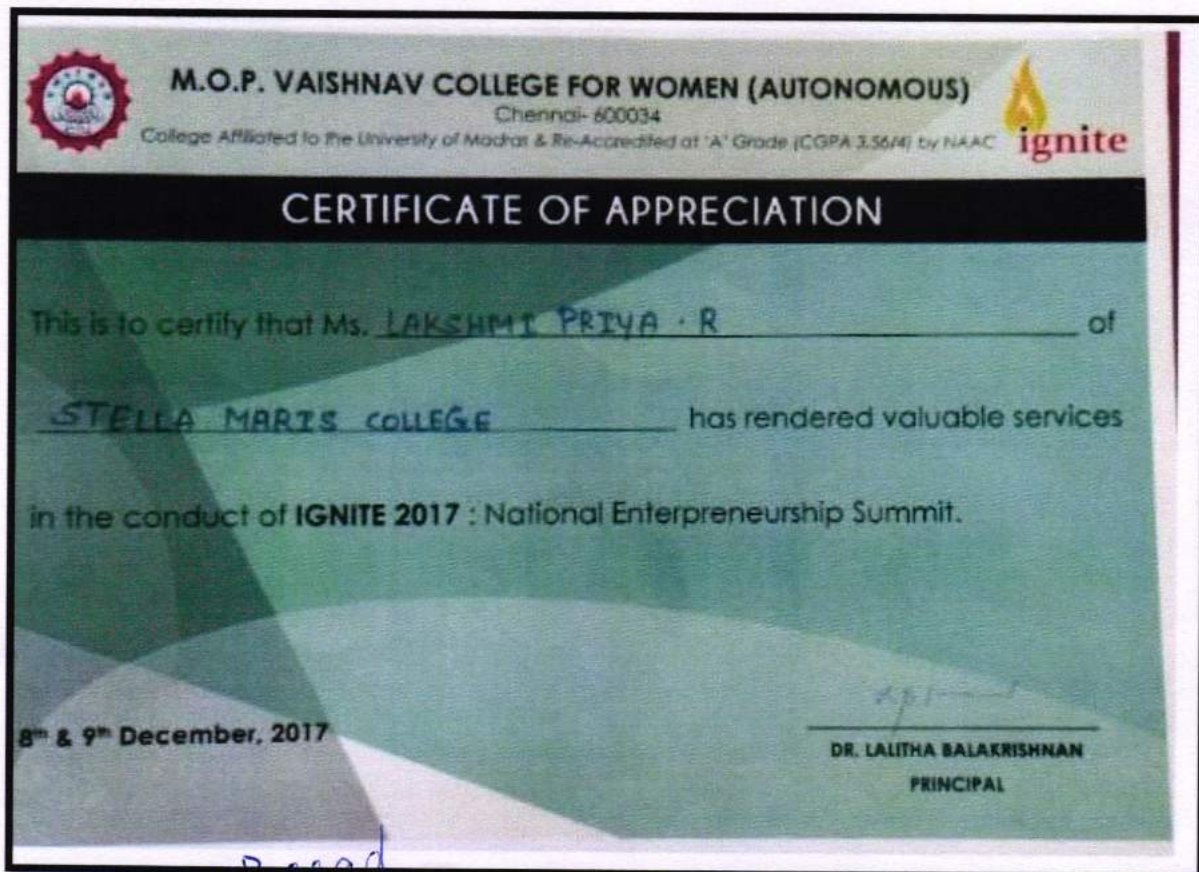 M.O.P. VAISHNAV COLLEGE FOR WOMEN (AUTONOMOUS)
Chennai- 600034
College Affiliated to the University of Madras & Re-Accredited at 'A' Grade (CGPA 3.56/4) by NAAC
ignite
CERTIFICATE OF APPRECIATION
This is to certify that Ms. LAKSHMI PRIYA . R of
STELLA MARIS COLLEGE has rendered valuable services
in the conduct of IGNITE 2017 : National Enterpreneurship Summit.
8th & 9th December, 2017
DR. LALITHA BALAKRISHNAN
PRINCIPAL